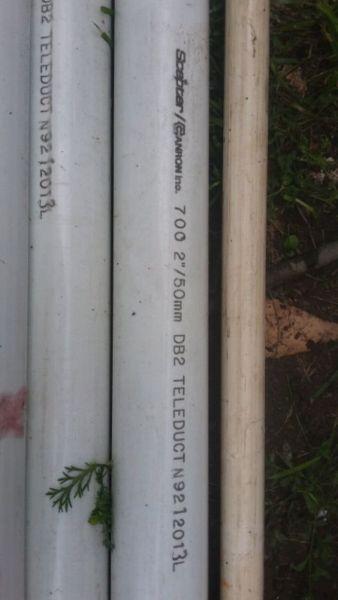 DB2 TELEDUCT N9212013L
Scepter/CANRON Inc. 700 2"/50mm DB2 TELEDUCT N9212013L